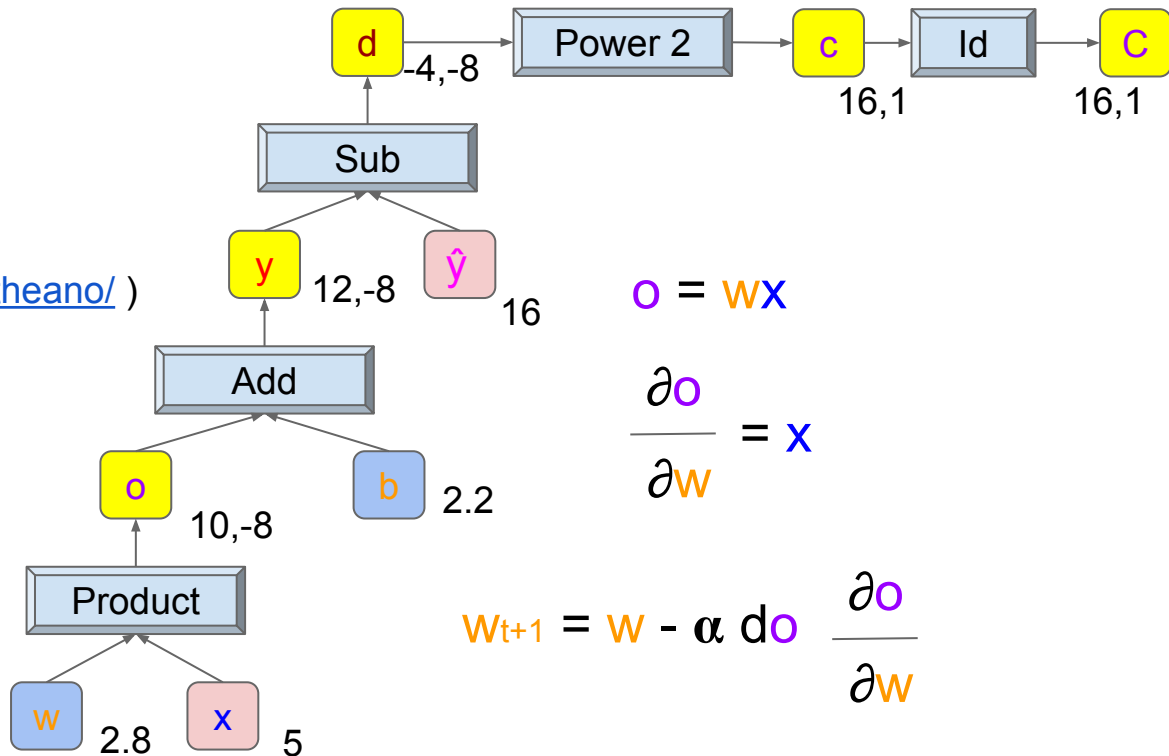 d
Power 2
c
Id
C
-4,-8
16,1
16,1
Sub
y
ŷ
heano/ )
12,-8
16
o = wx
Add
∂o
∂w
= x
o
b
10,-8
2.2
Product
wt+1 = w - α do
∂o
∂w
w
x
2.8
5